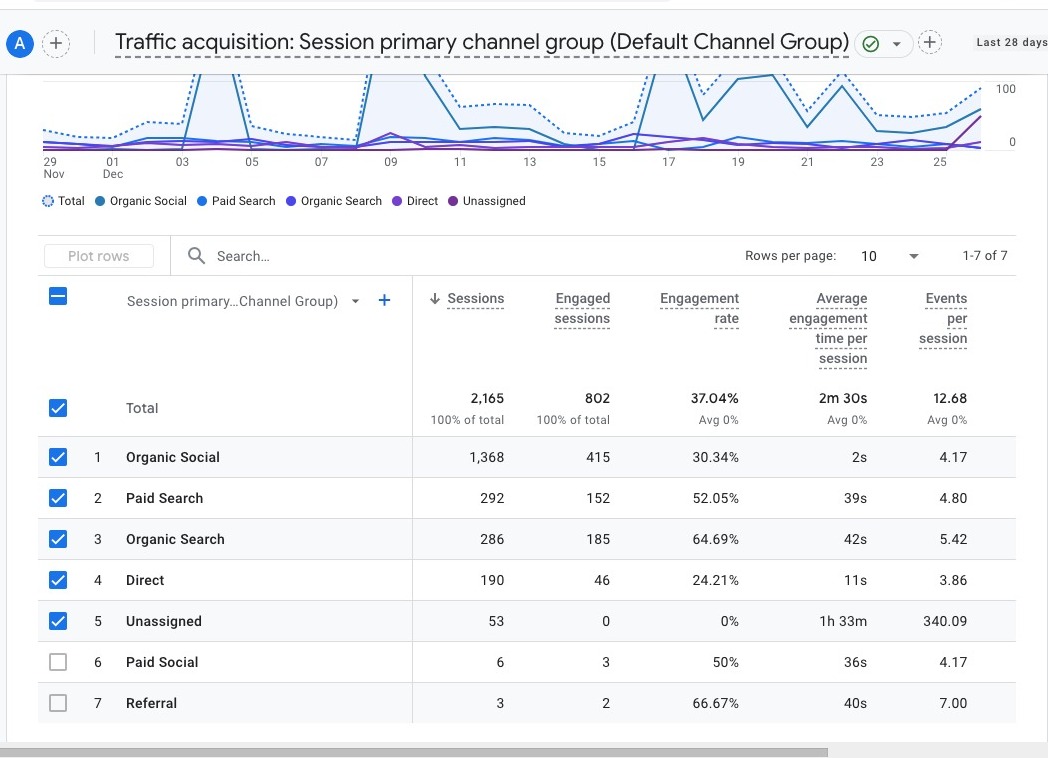 A
Traffic acquisition: Session primary channel group (Default Channel Group)
Last 28 days
100
0
29 01 03 05 07 09 11 13 15 17 19 21 23 25
Nov Dec
Total Organic Social Paid Search Organic Search Direct Unassigned
Plot rows Search... Rows per page: 10 1-7 of 7
Session primary...Channel Group) Sessions Engaged sessions Engagement rate Average engagement time per session Events per session
Total 2,165 802 37.04% 2m 30s 12.68
100% of total 100% of total Avg 0% Avg 0% Avg 0%
1 Organic Social 1,368 415 30.34% 2s 4.17
2 Paid Search 292 152 52.05% 39s 4.80
3 Organic Search 286 185 64.69% 42s 5.42
4 Direct 190 46 24.21% 11s 3.86
5 Unassigned 53 0 0% 1h 33m 340.09
6 Paid Social 6 3 50% 36s 4.17
7 Referral 3 2 66.67% 40s 7.00